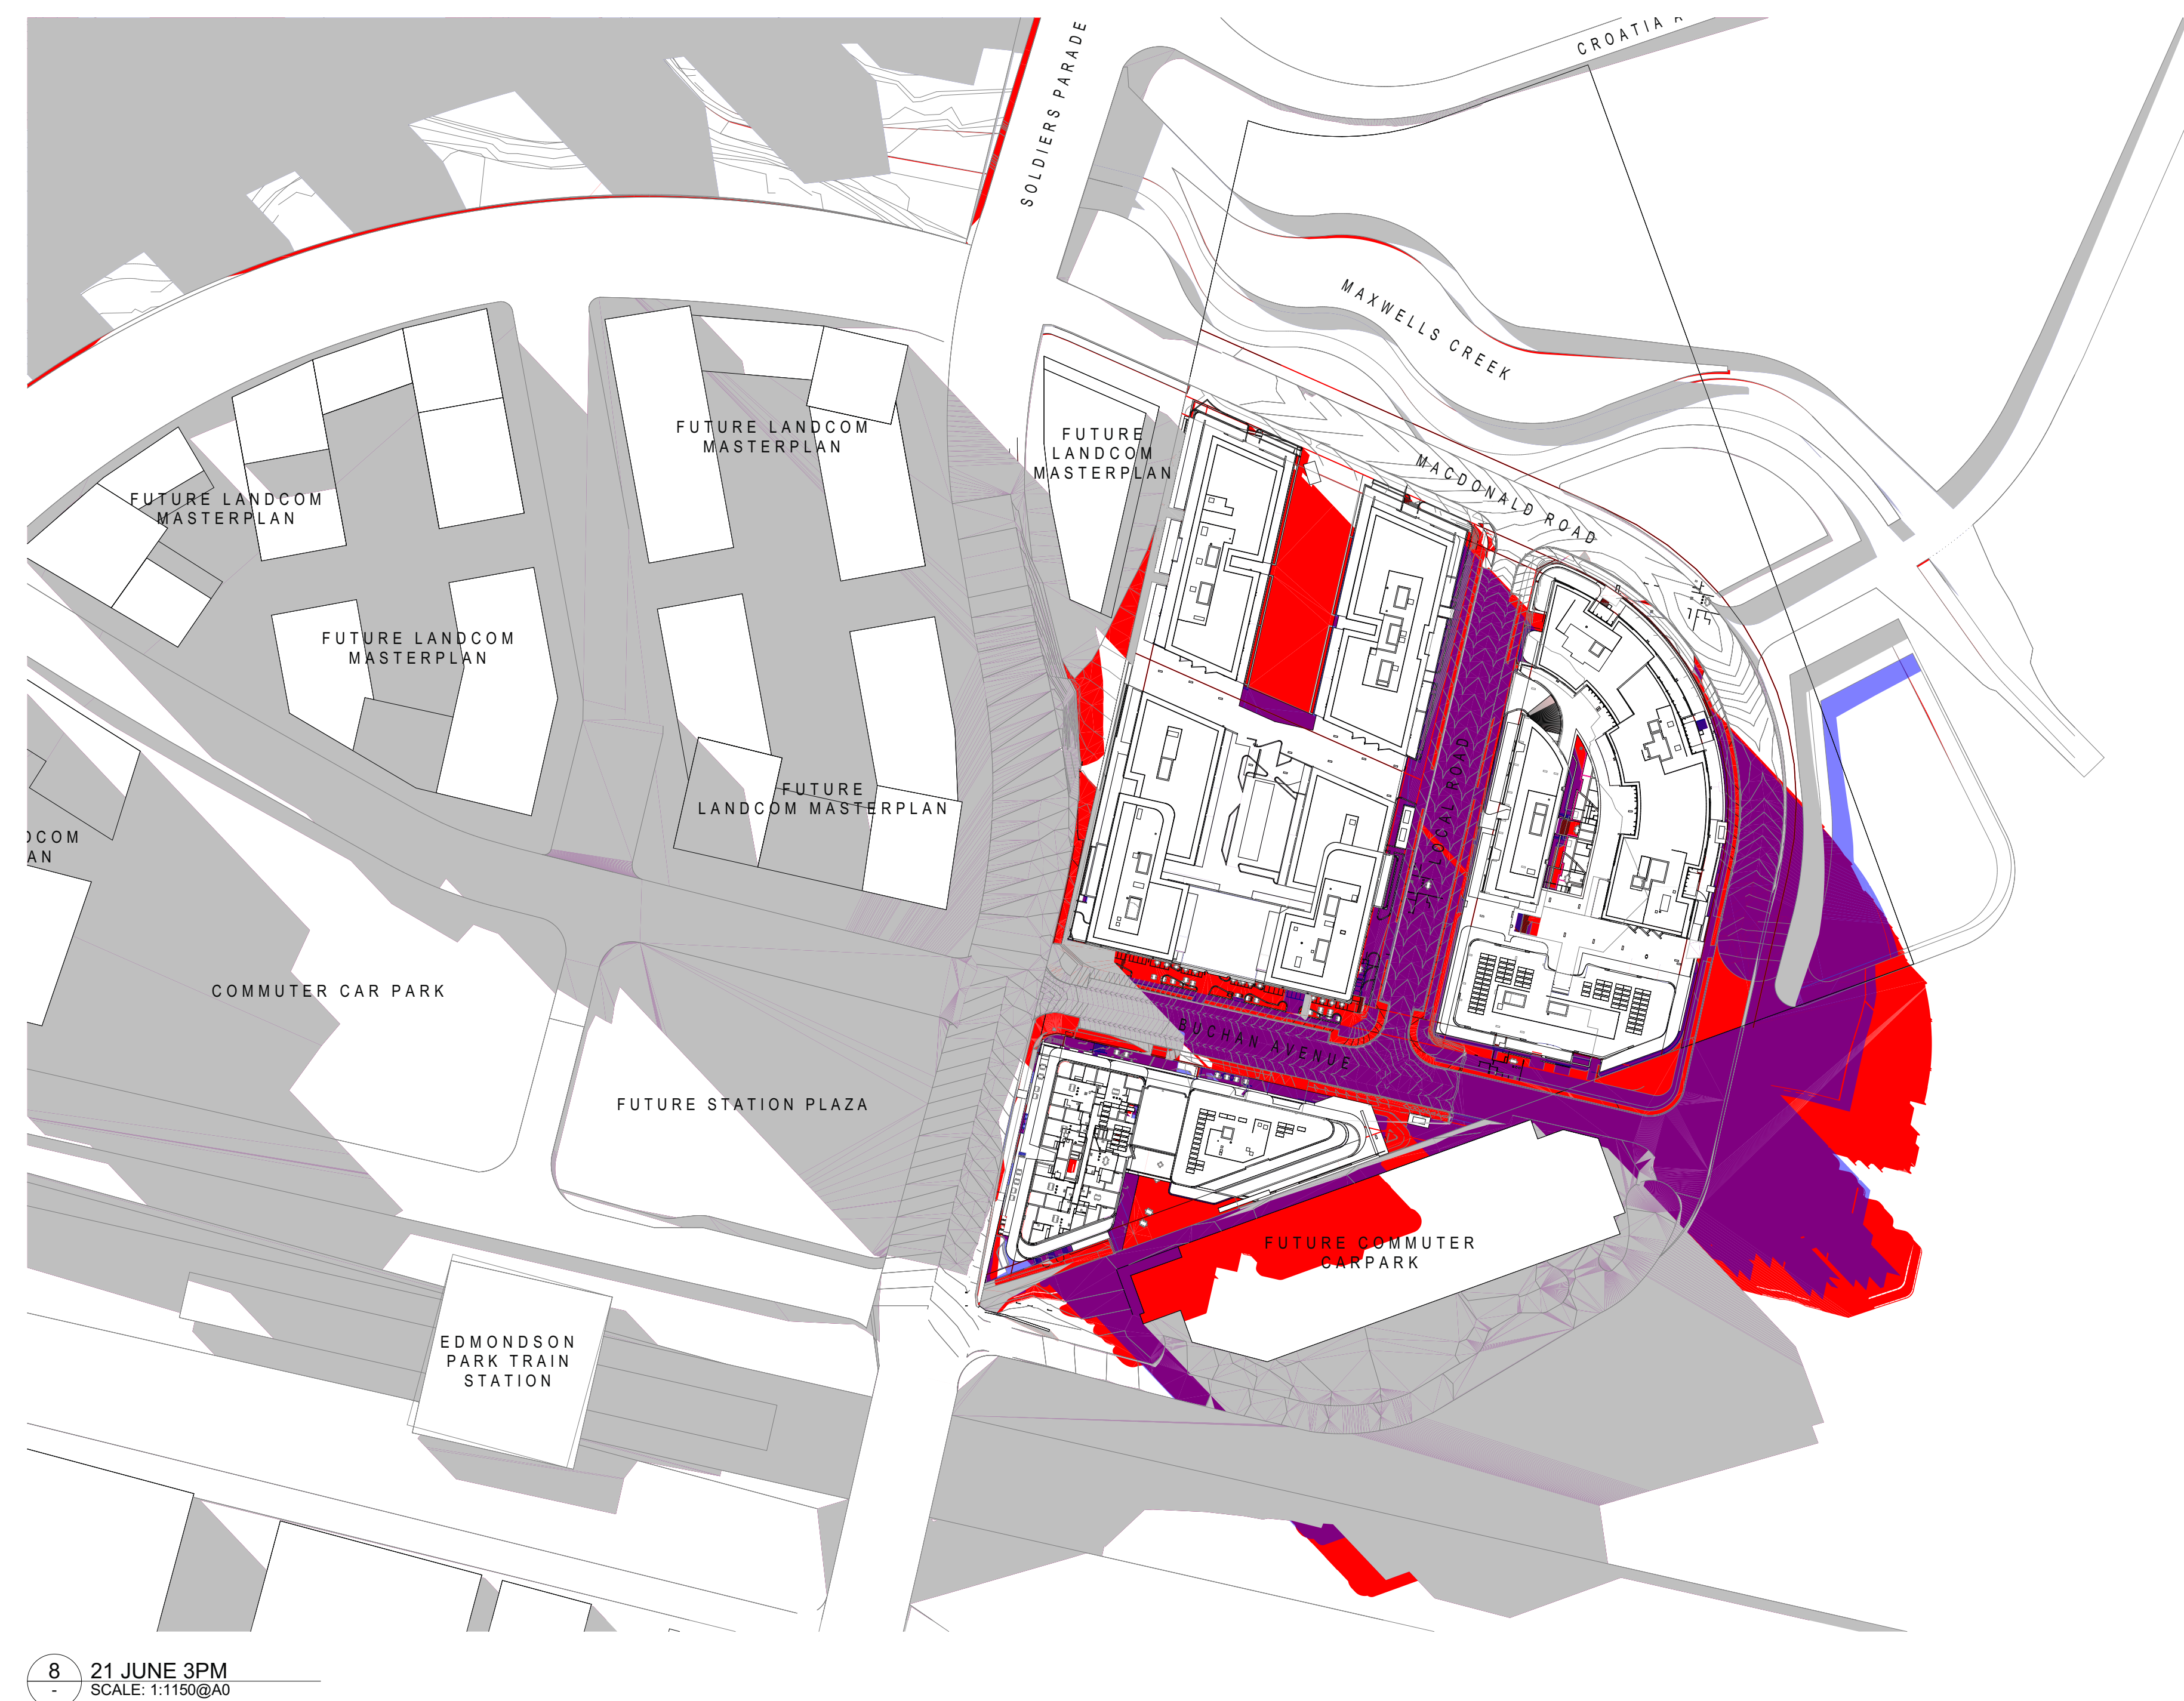 CROATIA
SOLDIERS PARADE
MAXWELLS CREEK
FUTURE LANDCOM
MASTERPLAN
FUTURE
LANDCOM
MASTERPLAN
MACDONALD ROAD
FUTURE LANDCOM
MASTERPLAN
FUTURE LANDCOM
MASTERPLAN
LOCAL ROAD
FUTURE
LANDCOM MASTERPLAN
DCOM
AN
COMMUTER CAR PARK
BUCHAN AVENUE
FUTURE STATION PLAZA
FUTURE COMMUTER
CARPARK
EDMONDSON
PARK TRAIN
STATION
8
-
21 JUNE 3PM
SCALE: 1:1150@A0